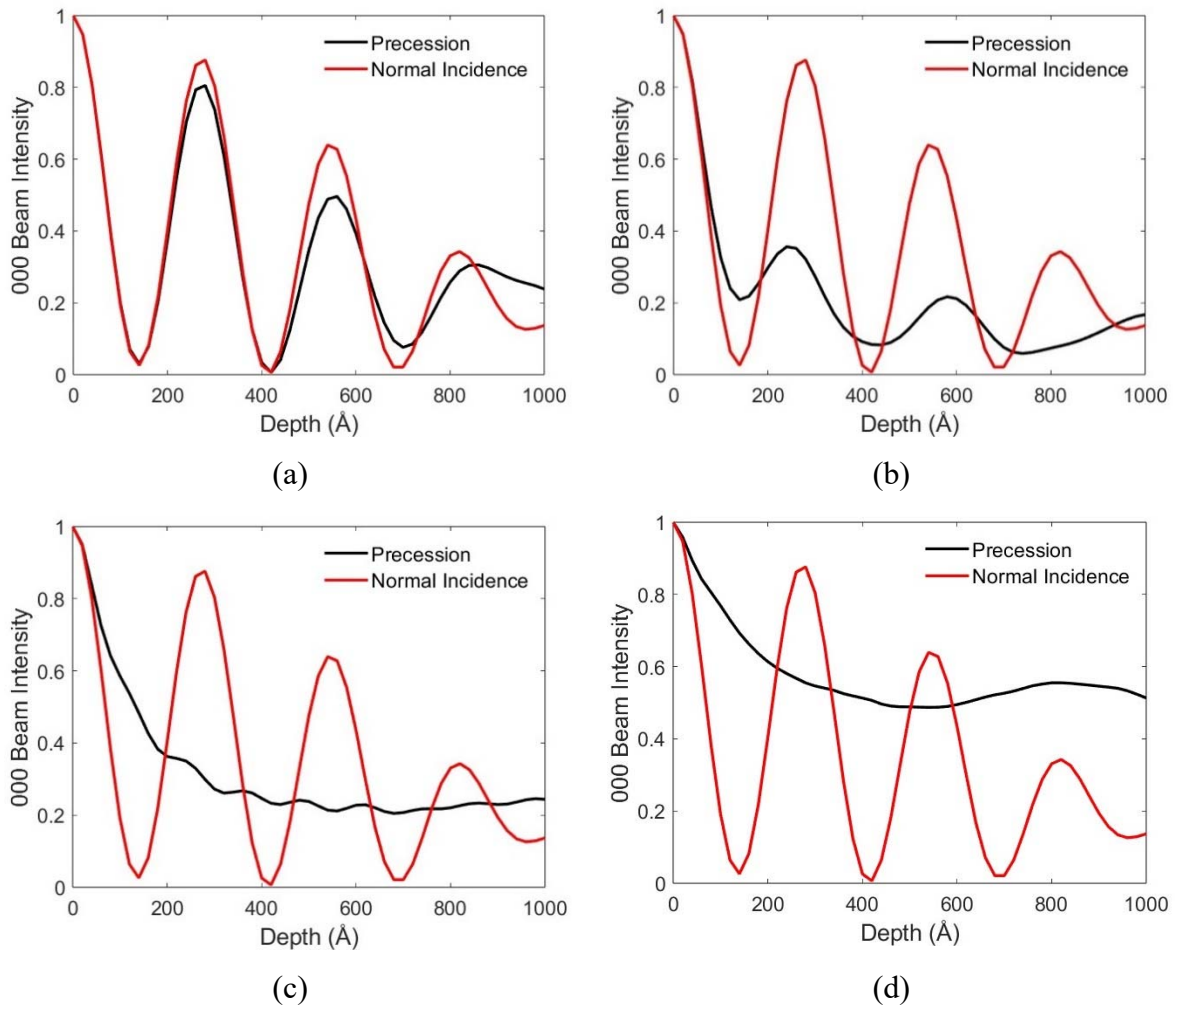 1
0.8
0.6
0.4
0.2
0
000 Beam Intensity
0 200 400 600 800 1000
Depth (Å)
Precession
Normal Incidence
(a)
1
0.8
0.6
0.4
0.2
0
000 Beam Intensity
0 200 400 600 800 1000
Depth (Å)
Precession
Normal Incidence
(b)
1
0.8
0.6
0.4
0.2
0
000 Beam Intensity
0 200 400 600 800 1000
Depth (Å)
Precession
Normal Incidence
(c)
1
0.8
0.6
0.4
0.2
0
000 Beam Intensity
0 200 400 600 800 1000
Depth (Å)
Precession
Normal Incidence
(d)